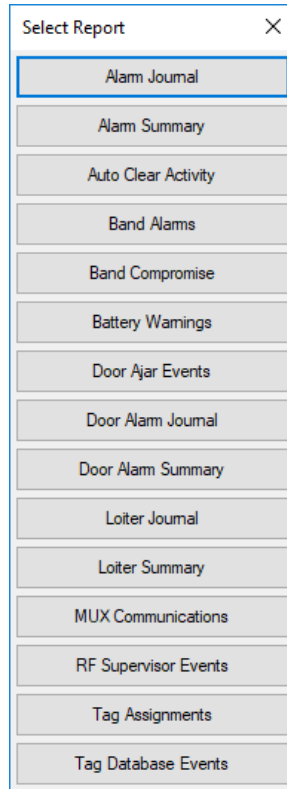 Select Report
Alarm Journal
Alarm Summary
Auto Clear Activity
Band Alarms
Band Compromise
Battery Warnings
Door Ajar Events
Door Alarm Journal
Door Alarm Summary
Loiter Journal
Loiter Summary
MUX Communications
RF Supervisor Events
Tag Assignments
Tag Database Events